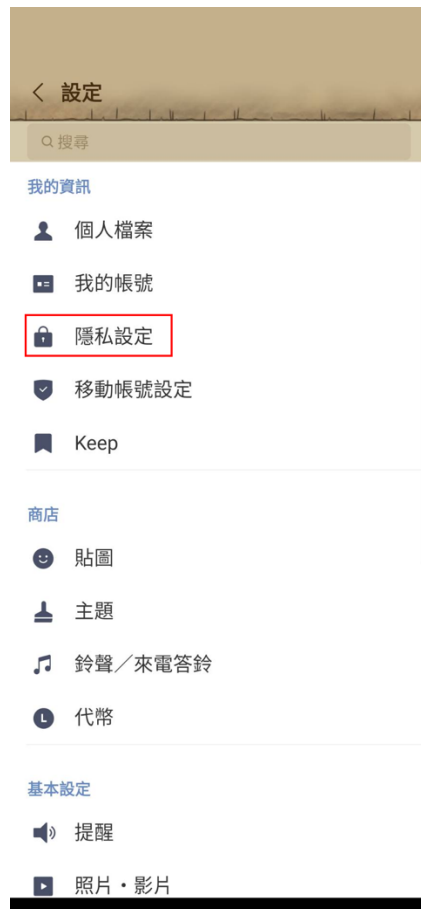 設定
搜尋
我的資訊
個人檔案
我的帳號
隱私設定
移動帳號設定
Keep
商店
貼圖
主題
鈴聲／來電答鈴
L 代幣
基本設定
提醒
照片・影片